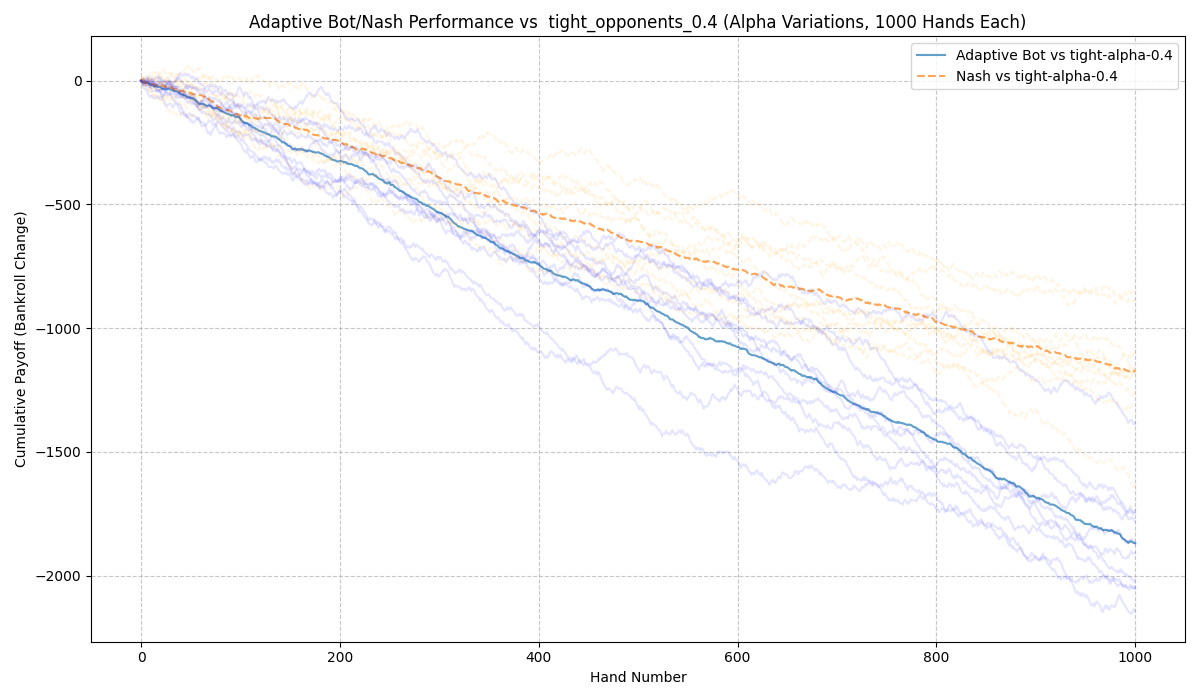 Adaptive Bot/Nash Performance vs  tight_opponents_0.4 (Alpha Variations, 1000 Hands Each)
Adaptive Bot vs tight-alpha-0.4
Nash vs tight-alpha-0.4
Cumulative Payoff (Bankroll Change)
0
−500
−1000
−1500
−2000
0 200 400 600 800 1000
Hand Number